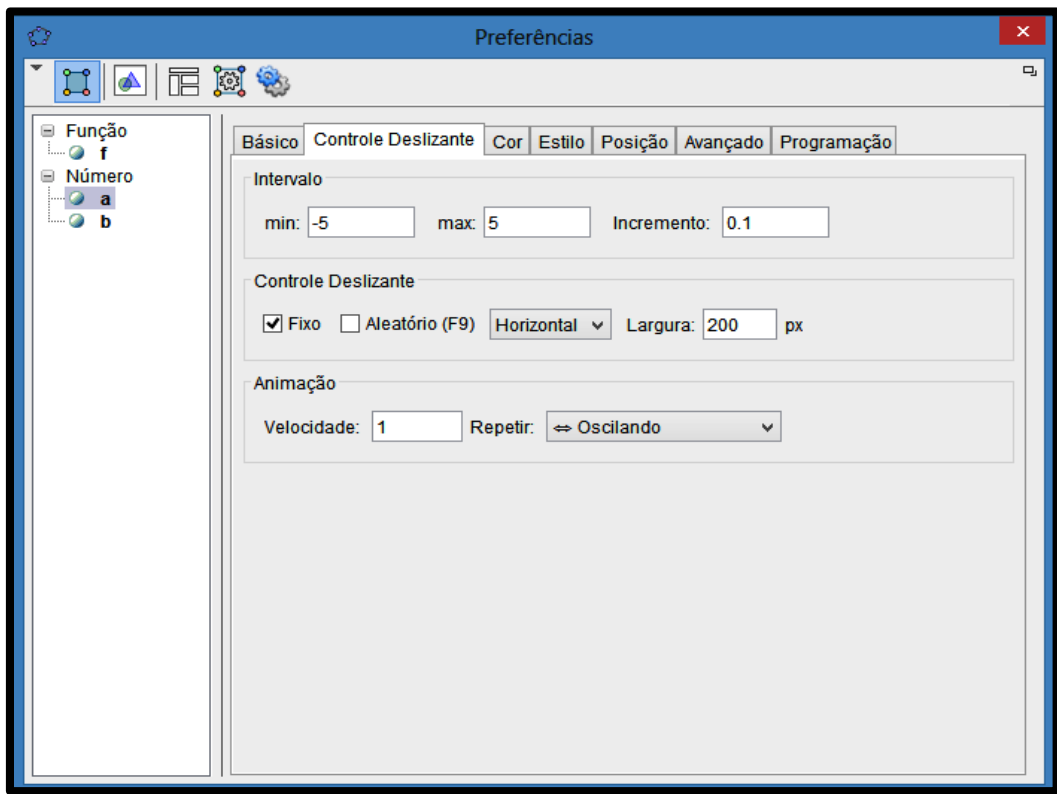 Preferências
Função
f
Número
a
b
Básico Controle Deslizante Cor Estilo Posição Avançado Programação
Intervalo
min: -5 max: 5 Incremento: 0.1
Controle Deslizante
Fixo Aleatório (F9) Horizontal Largura: 200 px
Animação
Velocidade: 1 Repetir: ⇔ Oscilando